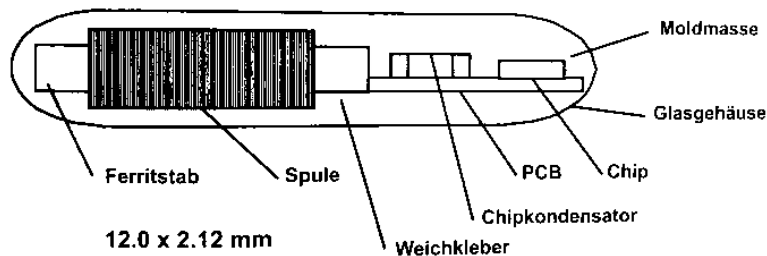 Moldmasse
Glasgehäuse
Ferritstab
Spule
PCB
Chip
Chipkondensator
12.0 x 2.12 mm
Weichkleber